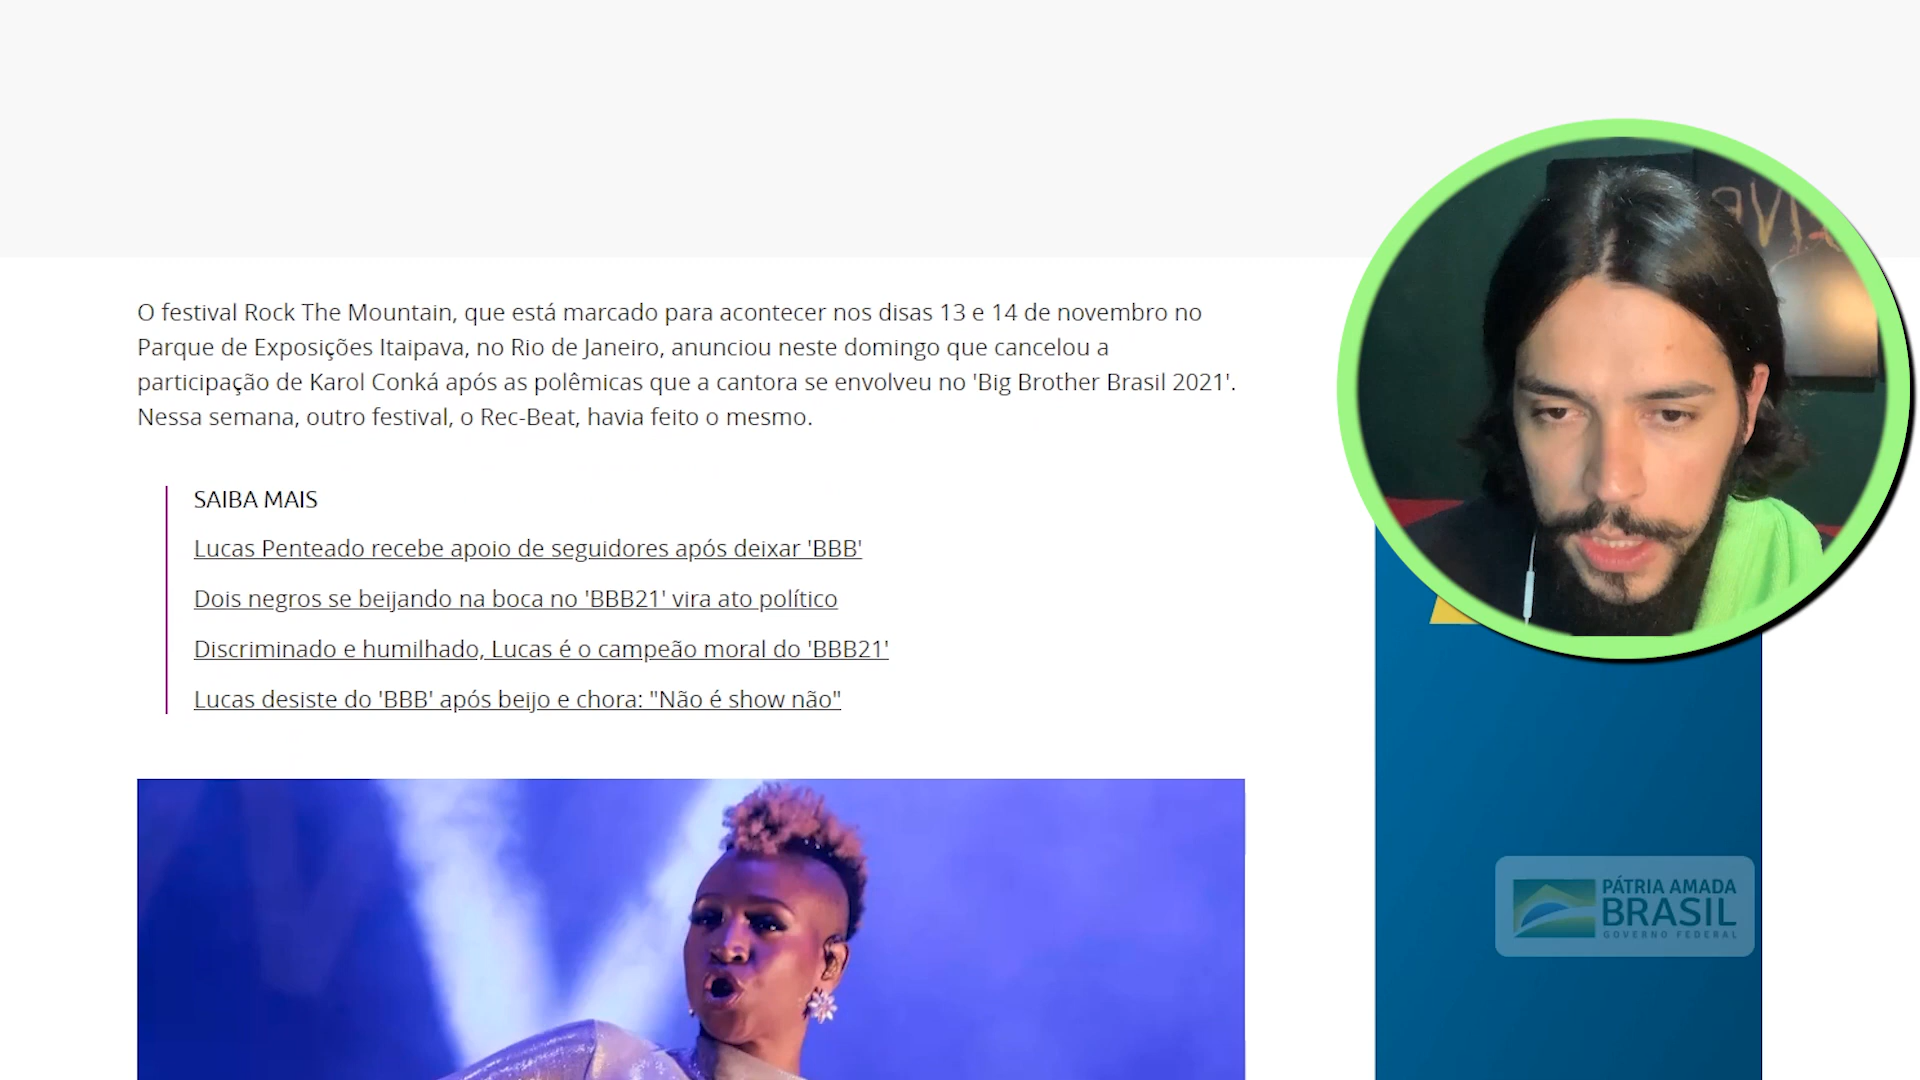 O festival Rock The Mountain, que está marcado para acontecer nos disas 13 e 14 de novembro no
Parque de Exposições Itaipava, no Rio de Janeiro, anunciou neste domingo que cancelou a
participação de Karol Conká após as polêmicas que a cantora se envolveu no 'Big Brother Brasil 2021'.
Nessa semana, outro festival, o Rec-Beat, havia feito o mesmo.
SAIBA MAIS
Lucas Penteado recebe apoio de seguidores após deixar 'BBB'
Dois negros se beijando na boca no 'BBB21' vira ato político
Discriminado e humilhado, Lucas é o campeão moral do 'BBB21'
Lucas desiste do 'BBB' após beijo e chora: "Não é show não"
PÁTRIA AMADA
BRASIL
GOVERNO FEDERAL